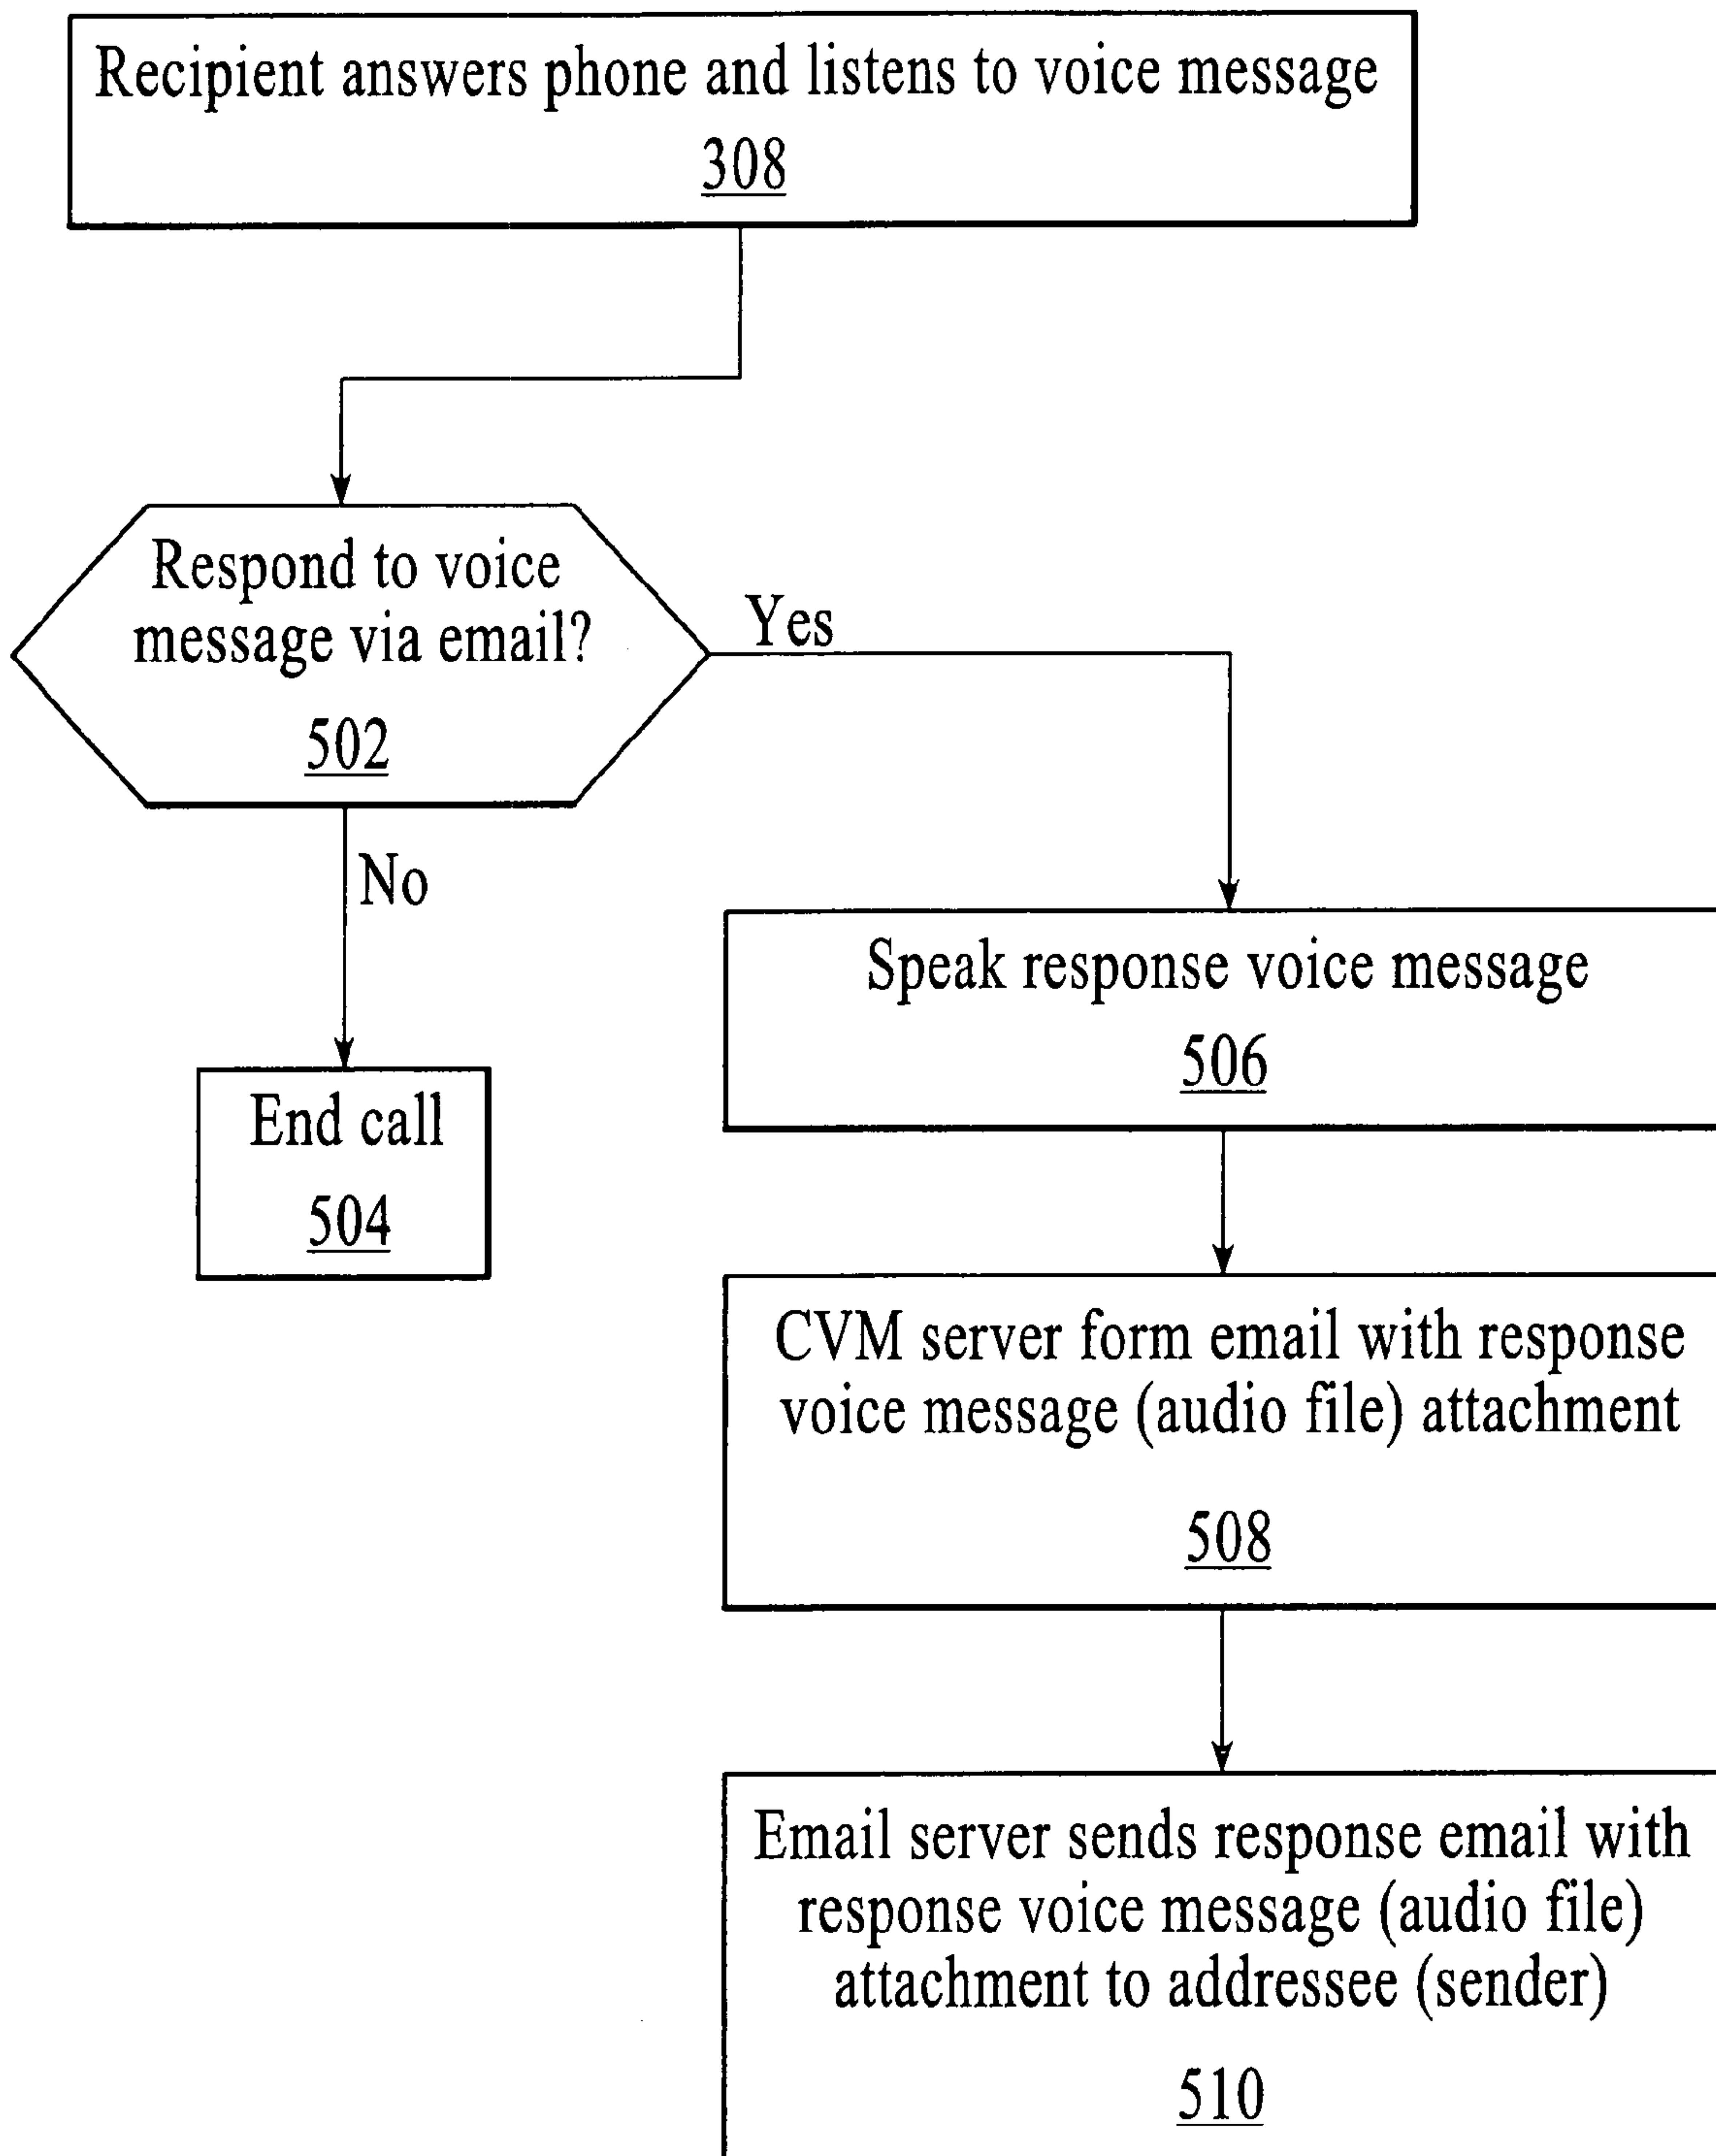 Recipient answers phone and listens to voice message
308
Respond to voice
message via email?
502
Yes
No
End call
504
Speak response voice message
506
CVM server form email with response
voice message (audio file) attachment
508
Email server sends response email with
response voice message (audio file)
attachment to addressee (sender)
510